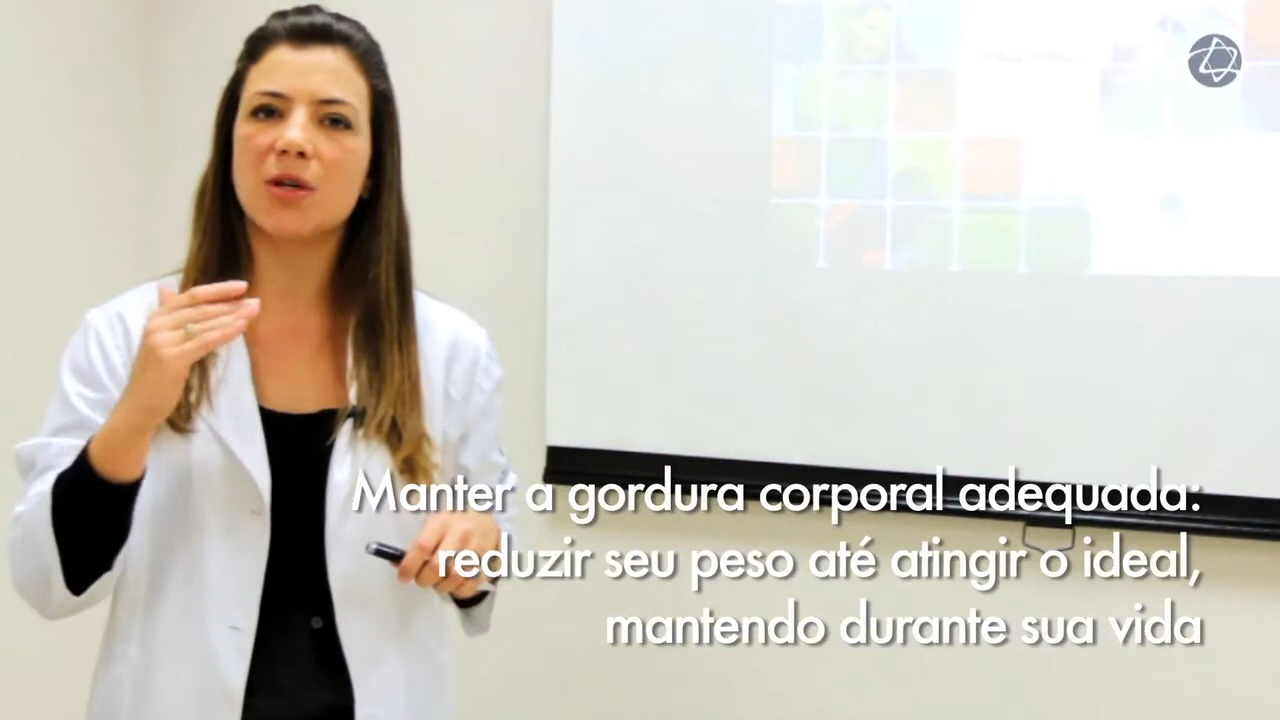 Manter a gordura corporal adequada:
reduzir seu peso até atingir o ideal,
mantendo durante sua vida